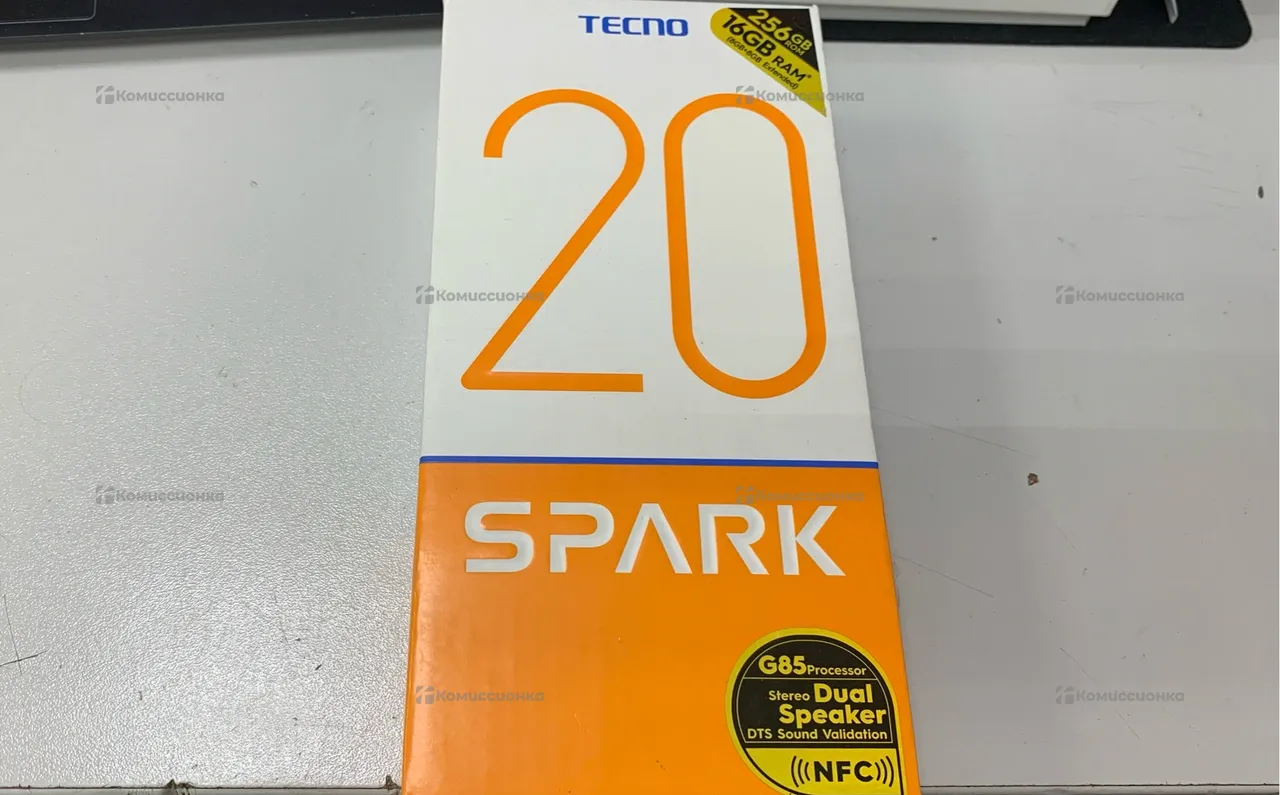 TECNO
256GB
ROM
16GB RAM*
(8GB+8GB Extended)
Комиссионка
Комиссионка
20
Комиссионка
Комиссионка
Комиссионка
Комиссионка
SPARK
G85 Processor
Stereo Dual
Speaker
DTS Sound Validation
NFC
Комиссионка
Комиссионка